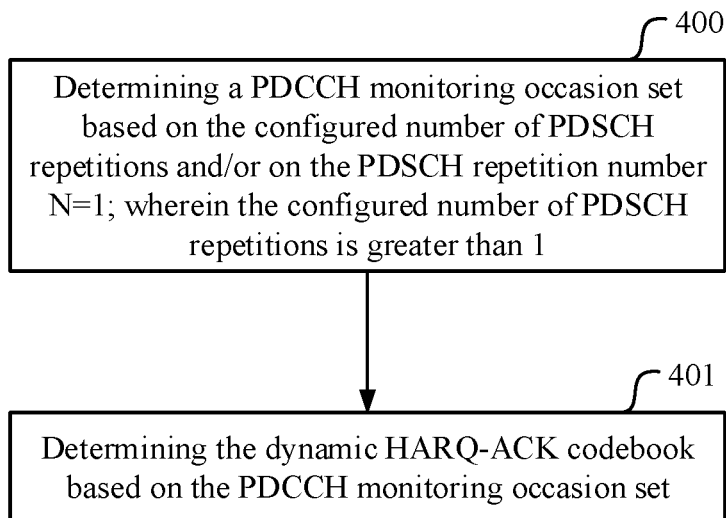 400
Determining a PDCCH monitoring occasion set
based on the configured number of PDSCH
repetitions and/or on the PDSCH repetition number
N=1; wherein the configured number of PDSCH
repetitions is greater than 1
401
Determining the dynamic HARQ-ACK codebook
based on the PDCCH monitoring occasion set